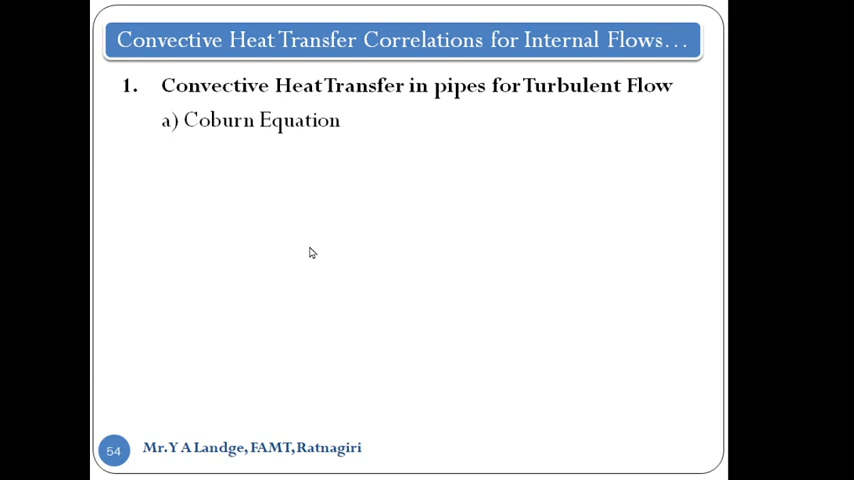 Convective Heat Transfer Correlations for Internal Flows…
1. Convective Heat Transfer in pipes for Turbulent Flow
a) Coburn Equation
54 Mr. Y A Landge, FAMT, Ratnagiri